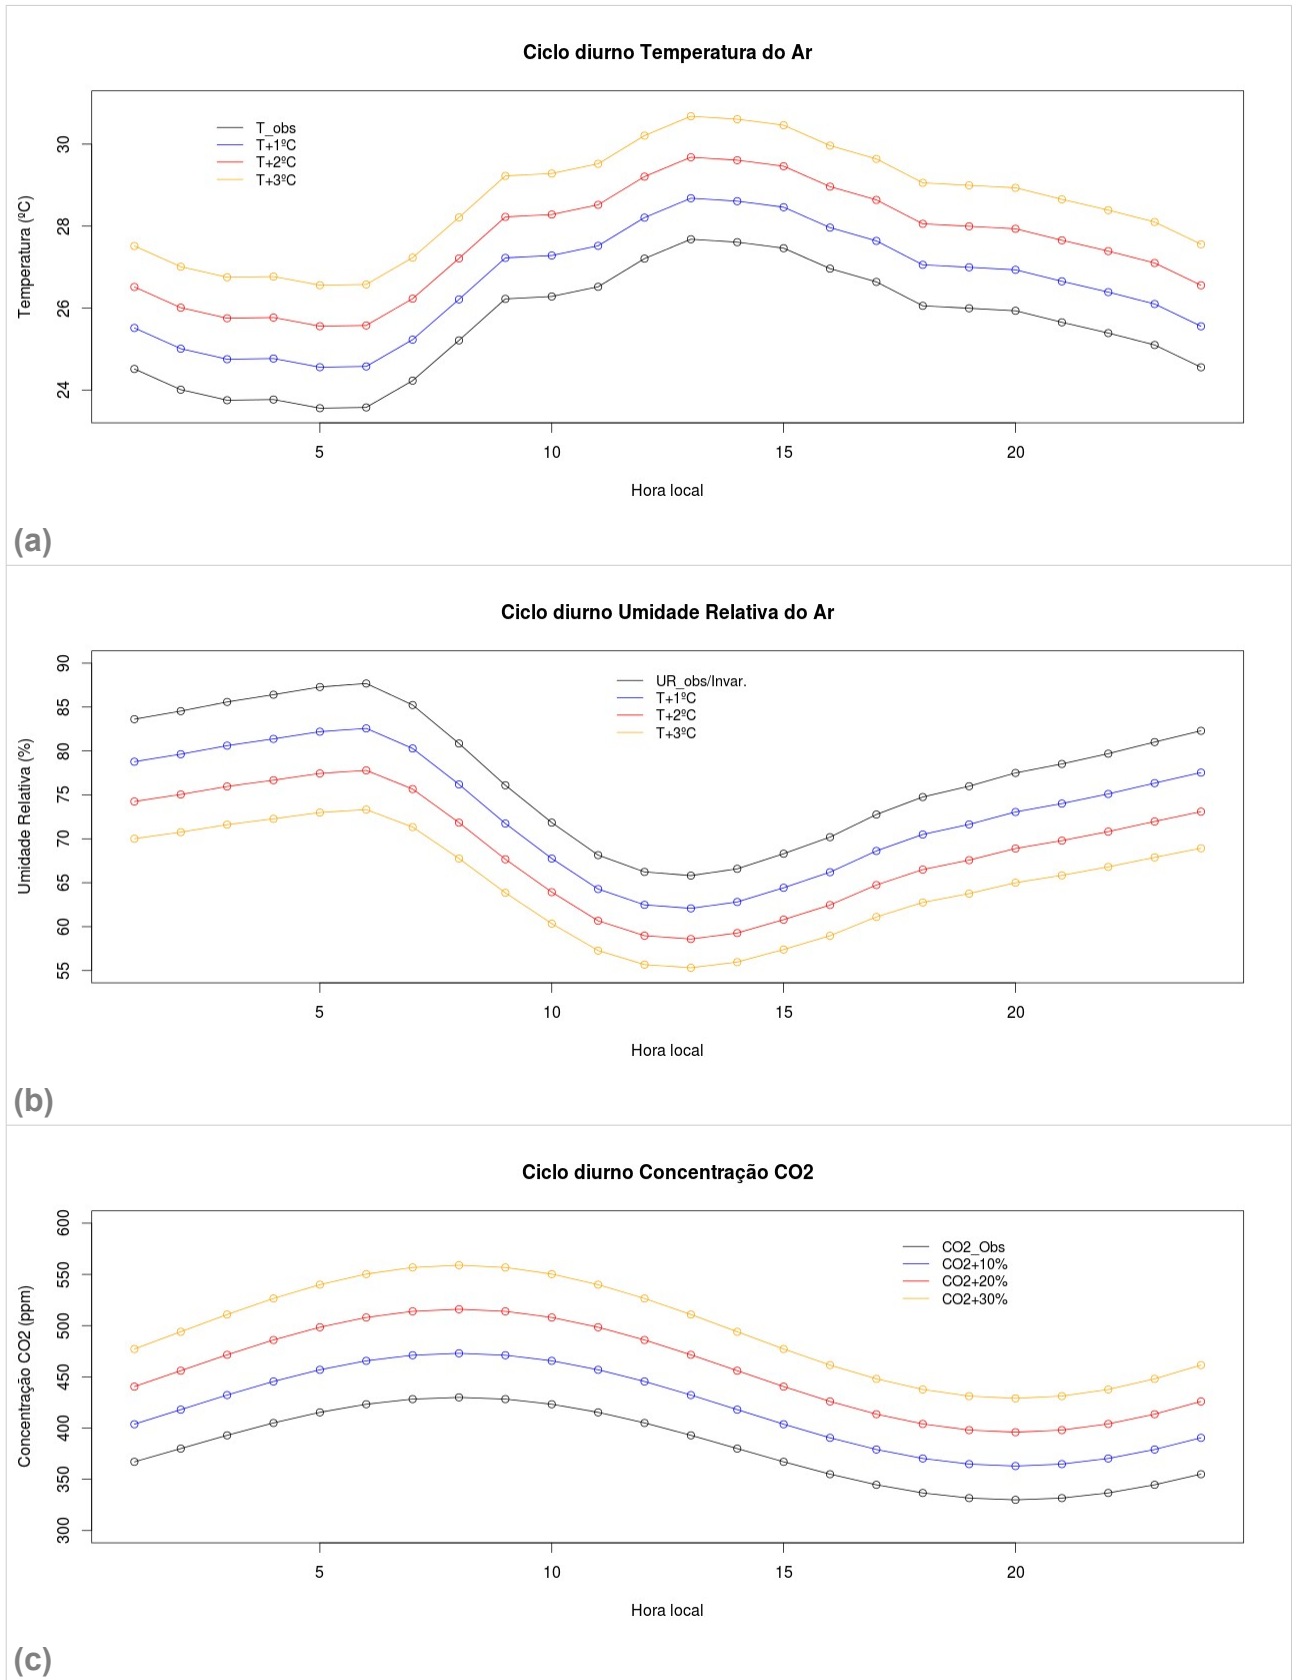 Ciclo diurno Temperatura do Ar
T_obs
T+1ºC
T+2ºC
T+3ºC
Temperatura (ºC)
30
28
26
24
5 10 15 20
Hora local
(a)
Ciclo diurno Umidade Relativa do Ar
UR_obs/Invar.
T+1ºC
T+2ºC
T+3ºC
Umidade Relativa (%)
90
85
80
75
70
65
60
55
5 10 15 20
Hora local
(b)
Ciclo diurno Concentração CO2
CO2_Obs
CO2+10%
CO2+20%
CO2+30%
Concentração CO2 (ppm)
600
550
500
450
400
350
300
5 10 15 20
Hora local
(c)